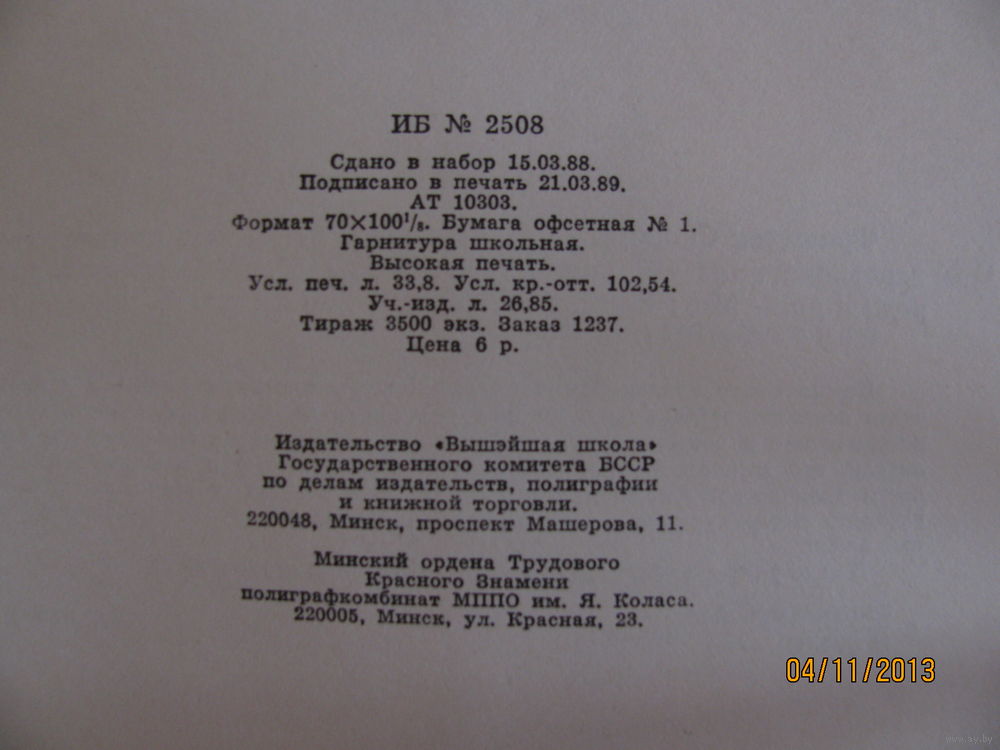 ИБ № 2508
Сдано в набор 15.03.88.
Подписано в печать 21.03.89.
АТ 10303.
Формат 70×100¹/₈. Бумага офсетная № 1.
Гарнитура школьная.
Высокая печать.
Усл. печ. л. 33,8. Усл. кр.-отт. 102,54.
Уч.-изд. л. 26,85.
Тираж 3500 экз. Заказ 1237.
Цена 6 р.
Издательство «Вышэйшая школа»
Государственного комитета БССР
по делам издательств, полиграфии
и книжной торговли.
220048, Минск, проспект Машерова, 11.
Минский ордена Трудового
Красного Знамени
полиграфкомбинат МППО им. Я. Коласа.
220005, Минск, ул. Красная, 23.
04/11/2013
www.ay.by